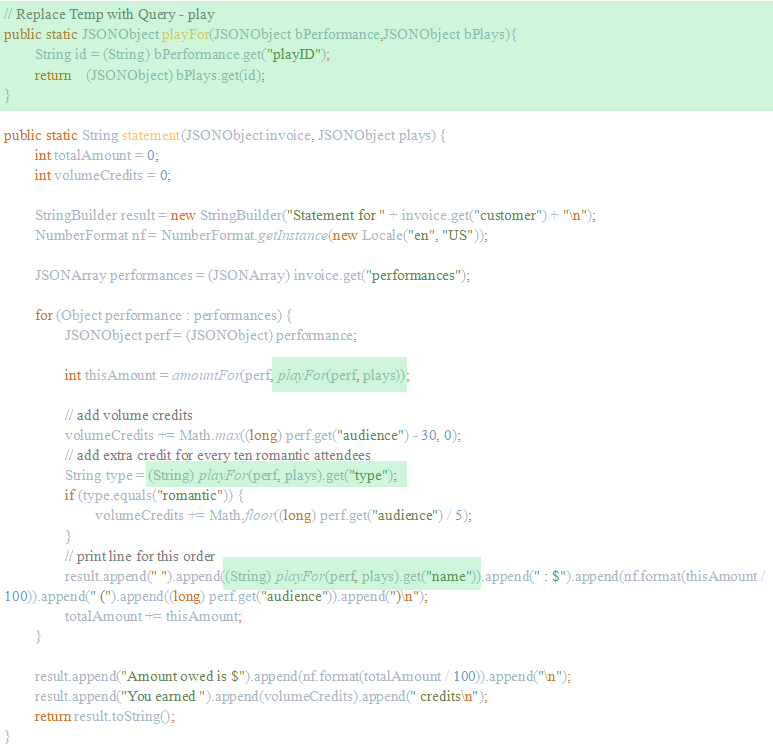 // Replace Temp with Query - play
public static JSONObject playFor(JSONObject bPerformance,JSONObject bPlays){
String id = (String) bPerformance.get("playID");
return (JSONObject) bPlays.get(id);
}
public static String statement(JSONObject invoice, JSONObject plays) {
int totalAmount = 0;
int volumeCredits = 0;
StringBuilder result = new StringBuilder("Statement for " + invoice.get("customer") + "\n");
NumberFormat nf = NumberFormat.getInstance(new Locale("en", "US"));
JSONArray performances = (JSONArray) invoice.get("performances");
for (Object performance : performances) {
JSONObject perf = (JSONObject) performance;
int thisAmount = amountFor(perf, playFor(perf, plays));
// add volume credits
volumeCredits += Math.max((long) perf.get("audience") - 30, 0);
// add extra credit for every ten romantic attendees
String type = (String) playFor(perf, plays).get("type");
if (type.equals("romantic")) {
volumeCredits += Math.floor((long) perf.get("audience") / 5);
}
// print line for this order
result.append(" ").append((String) playFor(perf, plays).get("name")).append(" : $").append(nf.format(thisAmount /
100)).append(" (").append((long) perf.get("audience")).append(")\n");
totalAmount += thisAmount;
}
result.append("Amount owed is $").append(nf.format(totalAmount / 100)).append("\n");
result.append("You earned ").append(volumeCredits).append(" credits\n");
return result.toString();
}